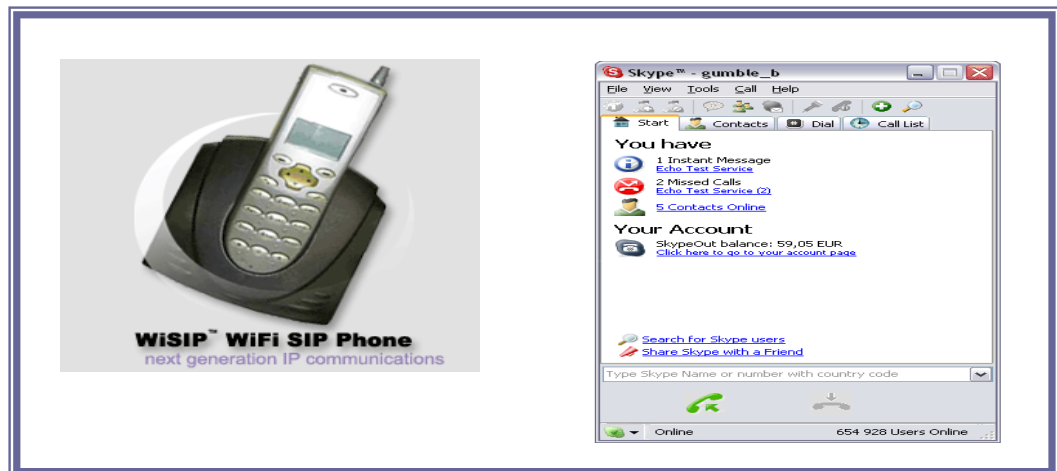 WiSIP™ WiFi SIP Phone
next generation IP communications
Skype™ - gumble_b
File View Tools Call Help
Start Contacts Dial Call List
You have
1 Instant Message
Echo Test Service
2 Missed Calls
Echo Test Service (2)
5 Contacts Online
Your Account
SkypeOut balance: 59,05 EUR
Click here to go to your account page
Search for Skype users
Share Skype with a Friend
Type Skype Name or number with country code
Online 654 928 Users Online